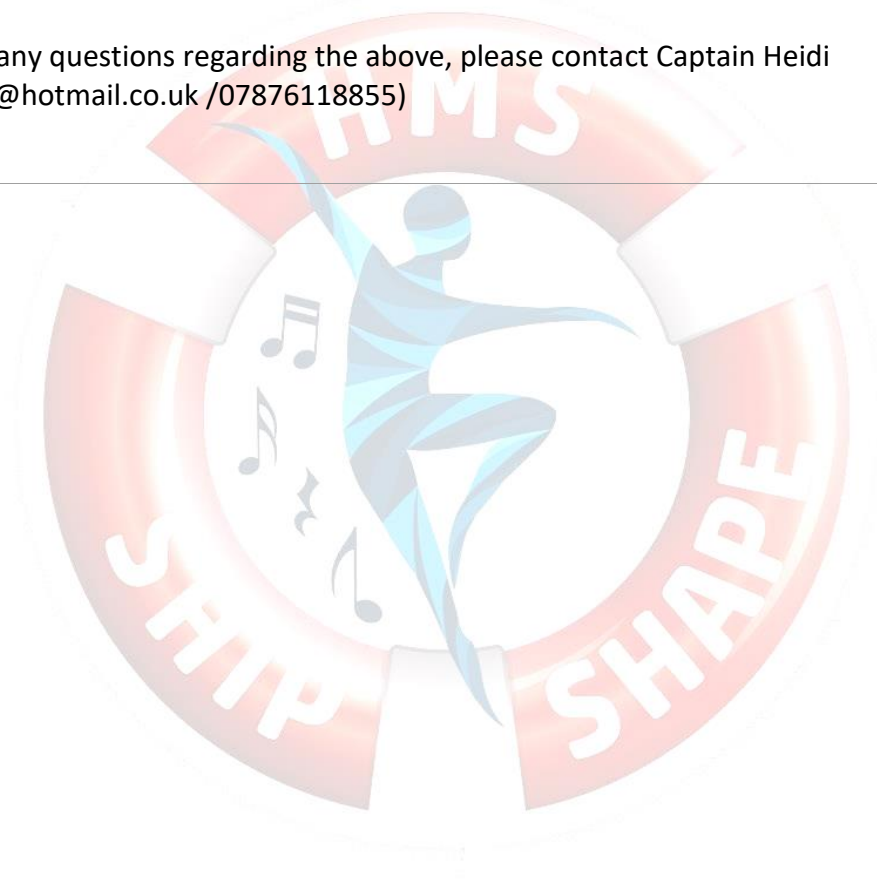 any questions regarding the above, please contact Captain Heidi
@hotmail.co.uk /07876118855)
HMS
SHIP
SHAPE